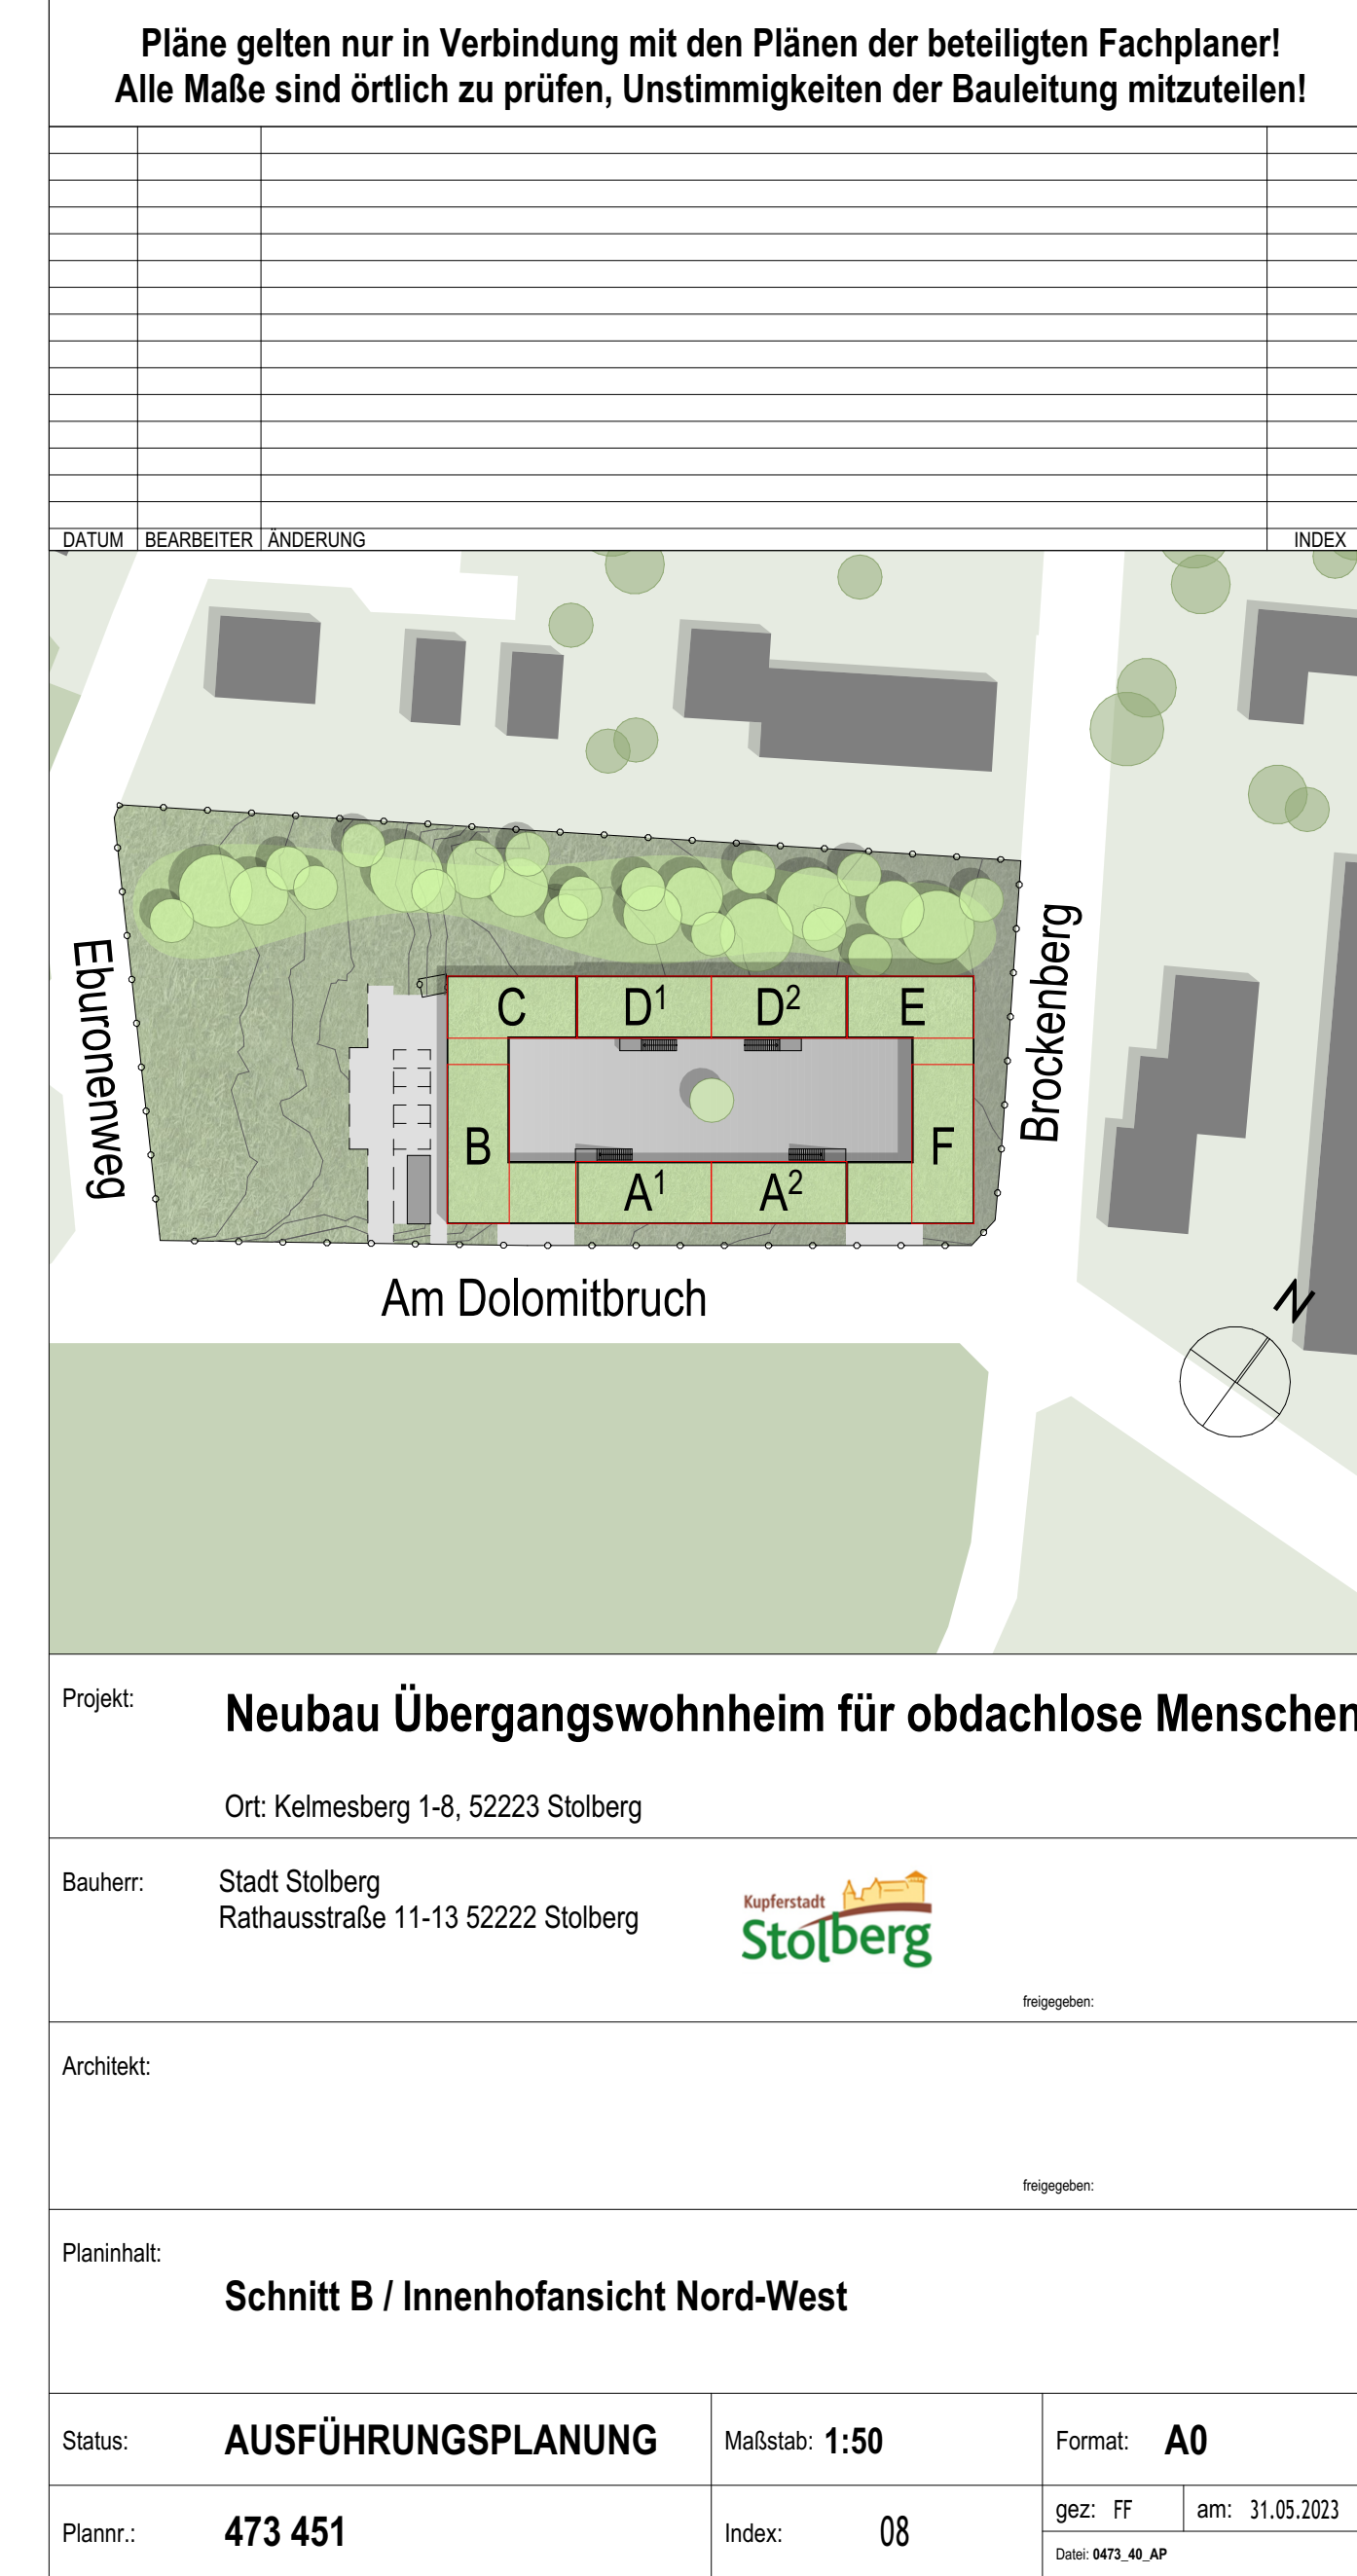 Pläne gelten nur in Verbindung mit den Plänen der beteiligten Fachplaner!
Alle Maße sind örtlich zu prüfen, Unstimmigkeiten der Bauleitung mitzuteilen!
DATUM BEARBEITER ÄNDERUNG INDEX
Eburonenweg
Brockenberg
C D¹ D² E
B F
A¹ A²
Am Dolomitbruch
N
Projekt: Neubau Übergangswohnheim für obdachlose Menschen
Ort: Kelmesberg 1-8, 52223 Stolberg
Bauherr: Stadt Stolberg
Rathausstraße 11-13 52222 Stolberg
Kupferstadt
Stolberg
freigegeben:
Architekt:
freigegeben:
Planinhalt:
Schnitt B / Innenhofansicht Nord-West
Status: AUSFÜHRUNGSPLANUNG Maßstab: 1:50 Format: A0
Plannr.: 473 451 Index: 08 gez: FF am: 31.05.2023
Datei: 0473_40_AP